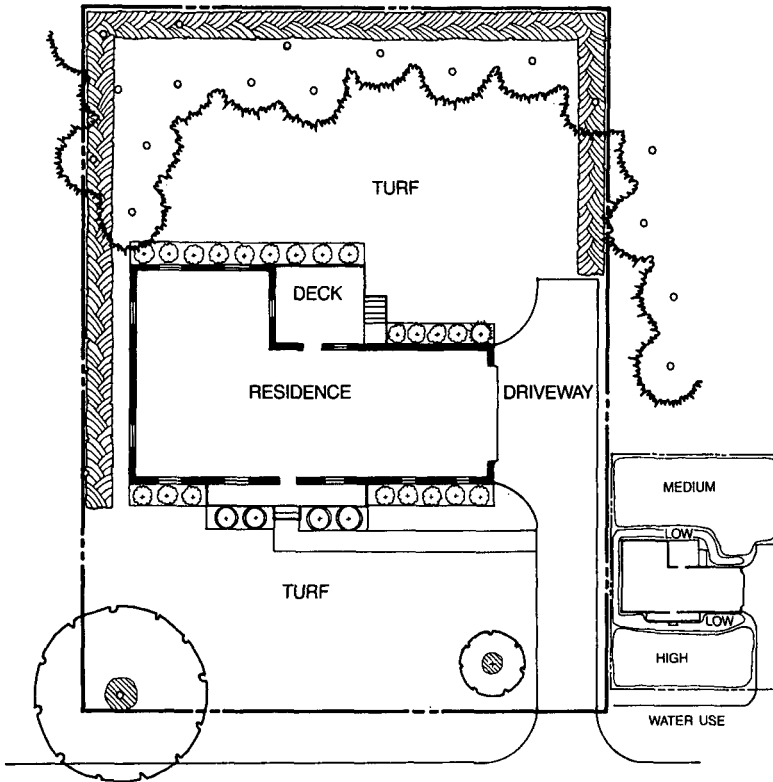 TURF
DECK
RESIDENCE
DRIVEWAY
TURF
MEDIUM
LOW
LOW
HIGH
WATER USE